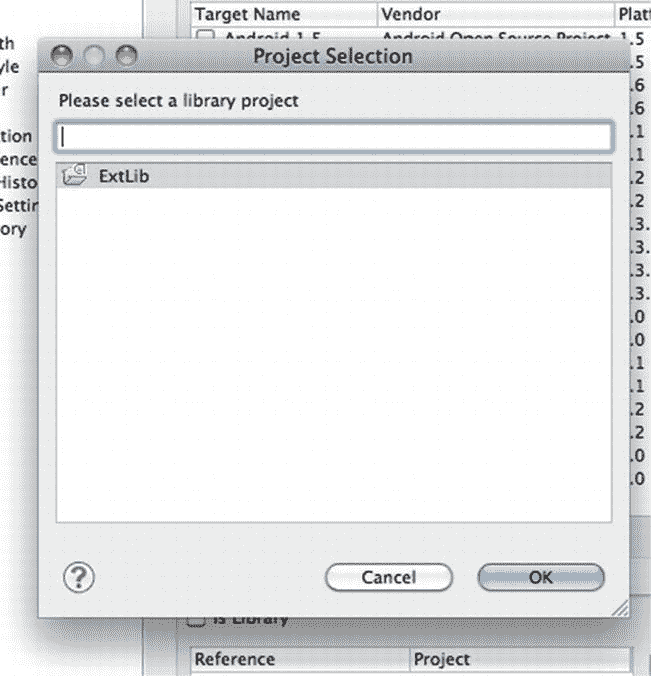 Target Name Vendor Platf
Android 1.5 Android Open Source Project 1.5
Project Selection
Please select a library project
ExtLib
th
yle
r
tion
ence
Histo
Settin
ory
.5
.6
.6
.1
.1
.2
.2
.3.
.3.
.3.
.3.
.0
.0
.1
.1
.2
.2
.0
.0
?
Cancel OK
Is Library
Reference Project